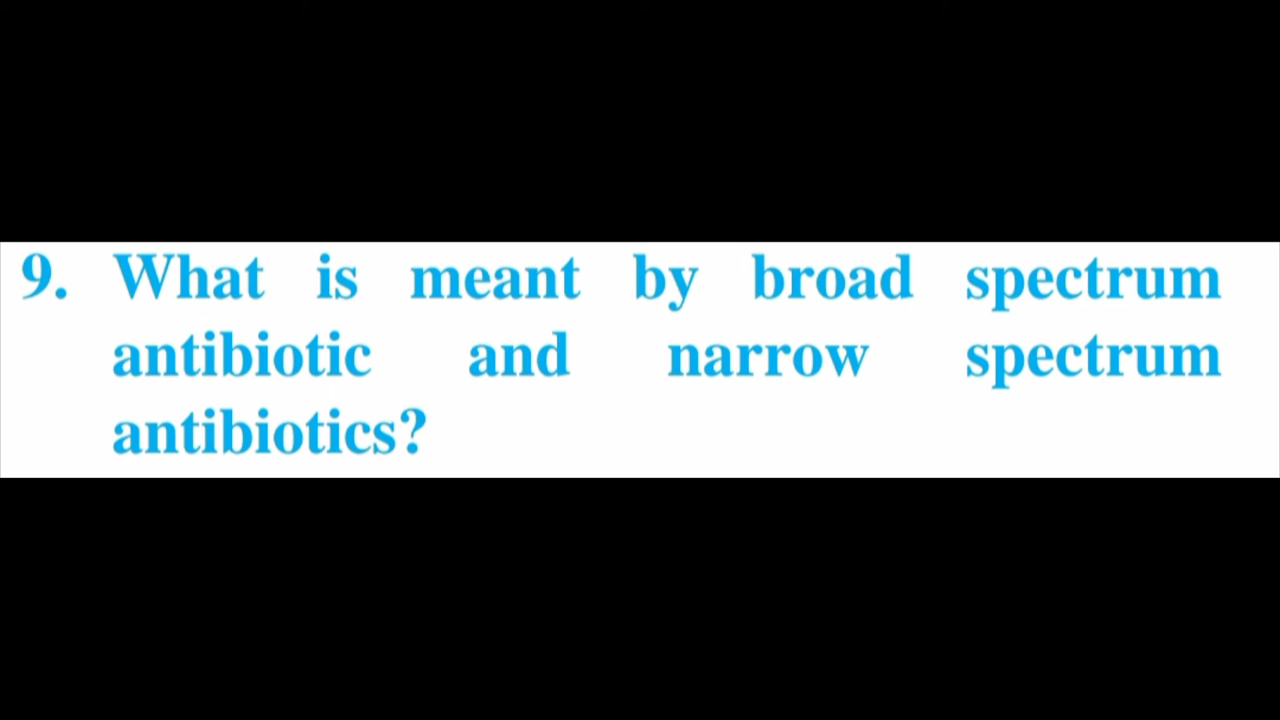 9. What is meant by broad spectrum
antibiotic and narrow spectrum
antibiotics?